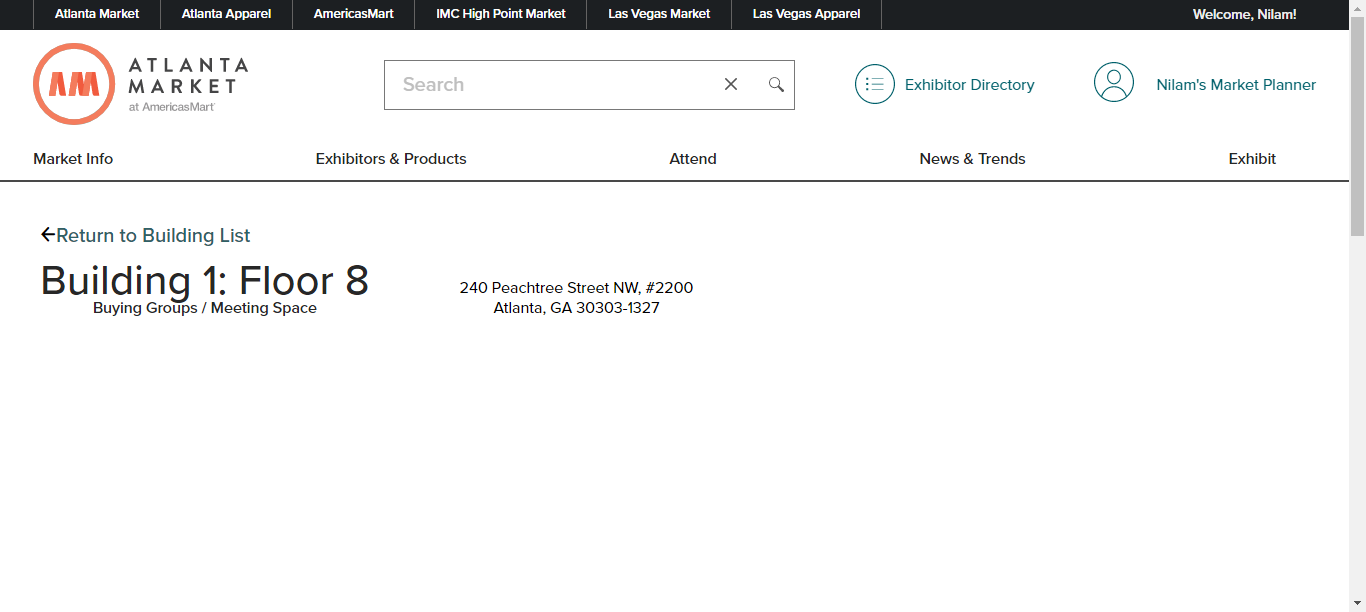 Atlanta Market
Atlanta Apparel
AmericasMart
IMC High Point Market
Las Vegas Market
Las Vegas Apparel
Welcome, Nilam!
AM
ATLANTA
MARKET
at AmericasMart
Search
Exhibitor Directory
Nilam's Market Planner
Market Info
Exhibitors & Products
Attend
News & Trends
Exhibit
Return to Building List
Building 1: Floor 8
Buying Groups / Meeting Space
240 Peachtree Street NW, #2200
Atlanta, GA 30303-1327